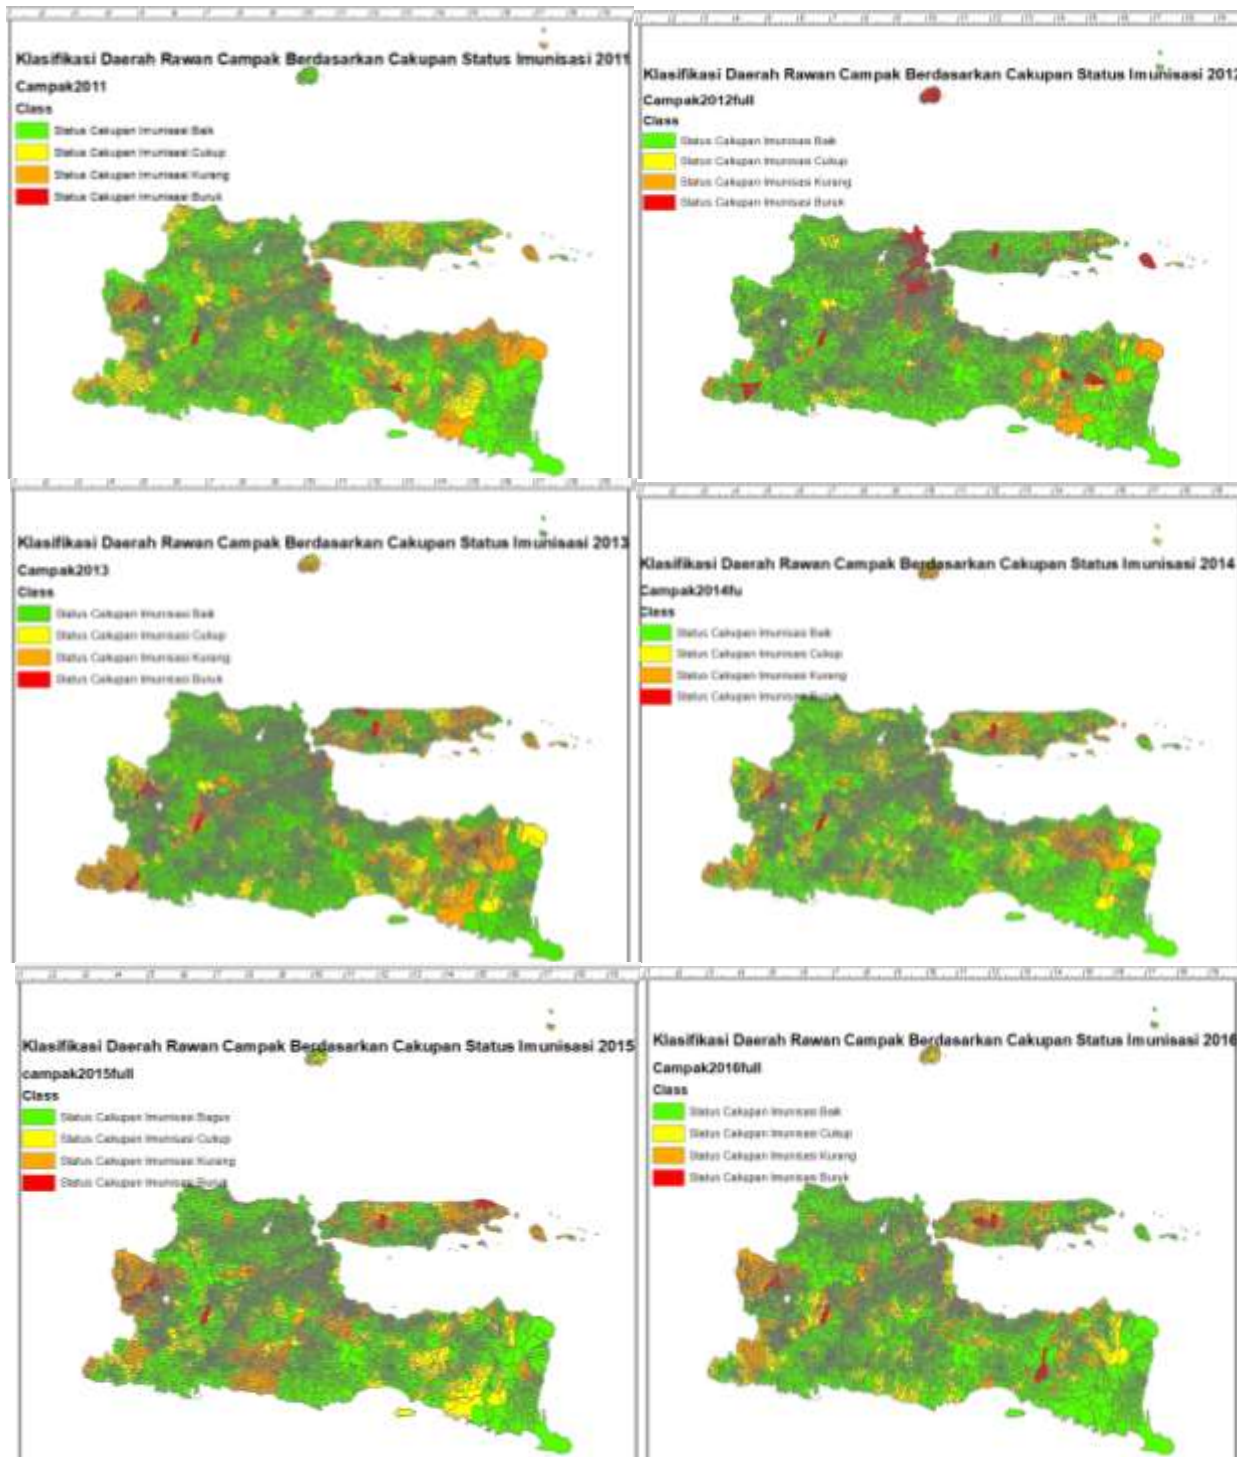 Klasifikasi Daerah Rawan Campak Berdasarkan Cakupan Status Imunisasi 2011
Campak2011
Class
Status Cakupan Imunisasi Baik
Status Cakupan Imunisasi Cukup
Status Cakupan Imunisasi Kurang
Status Cakupan Imunisasi Buruk
Klasifikasi Daerah Rawan Campak Berdasarkan Cakupan Status Imunisasi 2012
Campak2012full
Class
Status Cakupan Imunisasi Baik
Status Cakupan Imunisasi Cukup
Status Cakupan Imunisasi Kurang
Status Cakupan Imunisasi Buruk
Klasifikasi Daerah Rawan Campak Berdasarkan Cakupan Status Imunisasi 2013
Campak2013
Class
Status Cakupan Imunisasi Baik
Status Cakupan Imunisasi Cukup
Status Cakupan Imunisasi Kurang
Status Cakupan Imunisasi Buruk
Klasifikasi Daerah Rawan Campak Berdasarkan Cakupan Status Imunisasi 2014
Campak2014fu
Class
Status Cakupan Imunisasi Baik
Status Cakupan Imunisasi Cukup
Status Cakupan Imunisasi Kurang
Status Cakupan Imunisasi Buruk
Klasifikasi Daerah Rawan Campak Berdasarkan Cakupan Status Imunisasi 2015
campak2015full
Class
Status Cakupan Imunisasi Bagus
Status Cakupan Imunisasi Cukup
Status Cakupan Imunisasi Kurang
Status Cakupan Imunisasi Buruk
Klasifikasi Daerah Rawan Campak Berdasarkan Cakupan Status Imunisasi 2016
Campak2016full
Class
Status Cakupan Imunisasi Baik
Status Cakupan Imunisasi Cukup
Status Cakupan Imunisasi Kurang
Status Cakupan Imunisasi Buruk